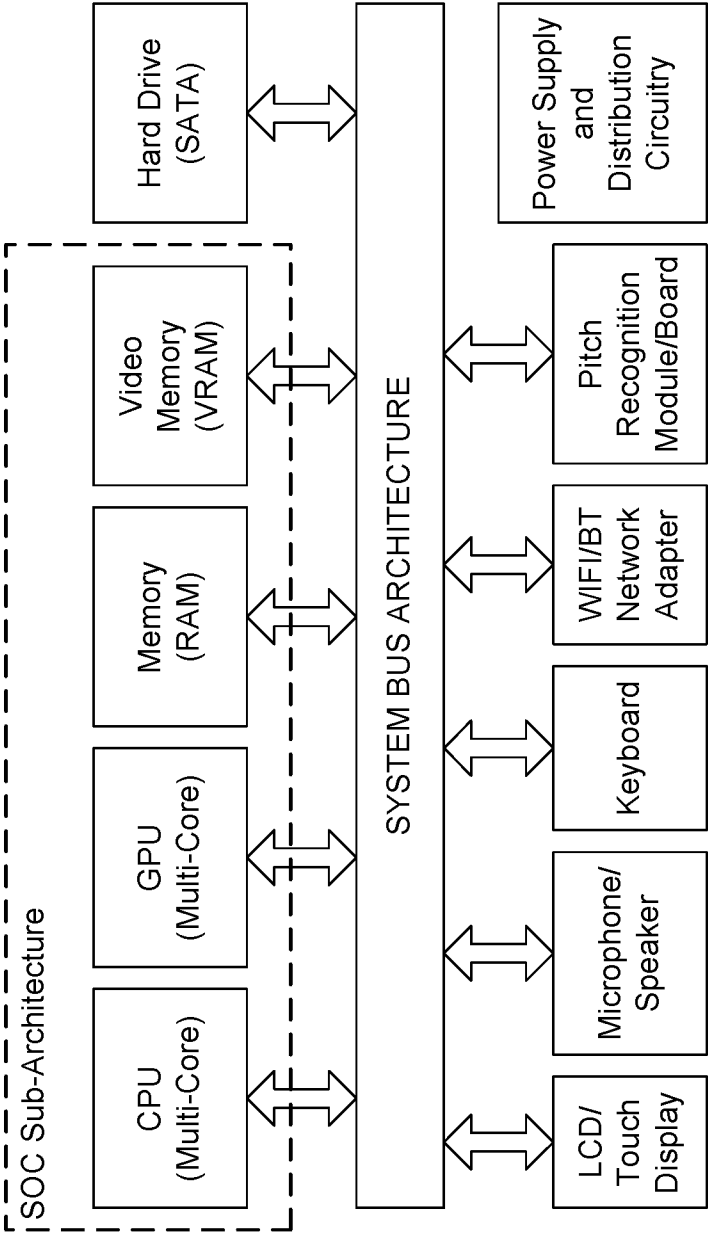 SOC Sub-Architecture
CPU
(Multi-Core)
GPU
(Multi-Core)
Memory
(RAM)
Video
Memory
(VRAM)
Hard Drive
(SATA)
SYSTEM BUS ARCHITECTURE
LCD/
Touch
Display
Microphone/
Speaker
Keyboard
WIFI/BT
Network
Adapter
Pitch
Recognition
Module/Board
Power Supply
and
Distribution
Circuitry